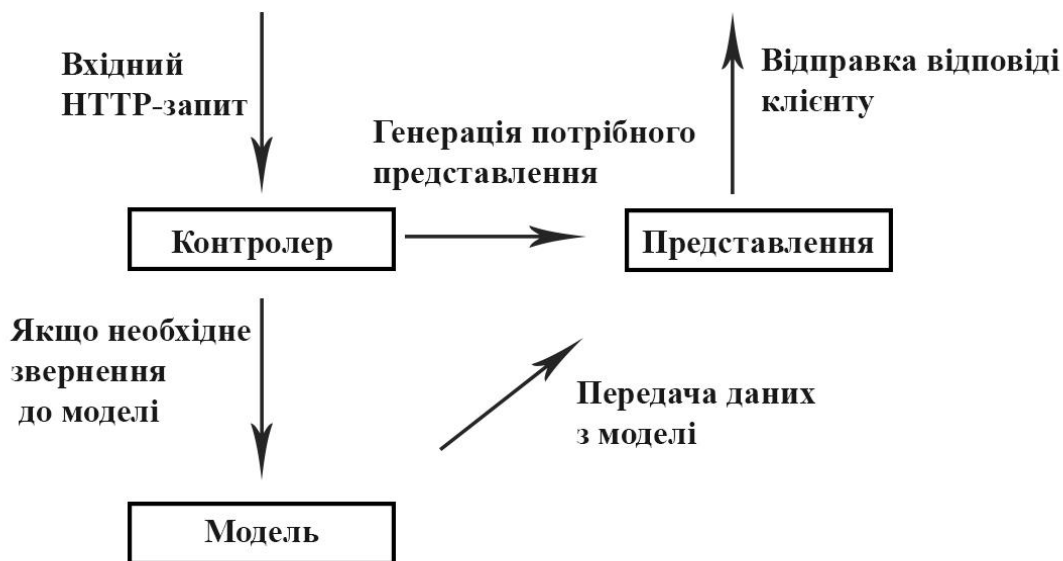 Вхідний
HTTP-запит
Відправка відповіді
клієнту
Генерація потрібного
представлення
Контролер
Представлення
Якщо необхідне
звернення
до моделі
Передача даних
з моделі
Модель